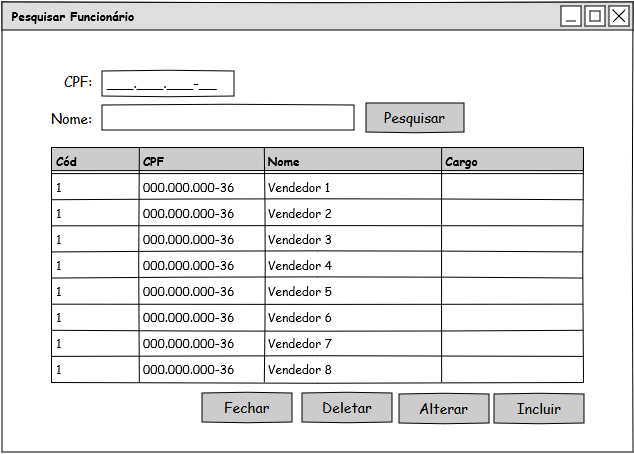 Pesquisar Funcionário
CPF: ___.___.___-__
Nome: Pesquisar
Cód CPF Nome Cargo
1 000.000.000-36 Vendedor 1
1 000.000.000-36 Vendedor 2
1 000.000.000-36 Vendedor 3
1 000.000.000-36 Vendedor 4
1 000.000.000-36 Vendedor 5
1 000.000.000-36 Vendedor 6
1 000.000.000-36 Vendedor 7
1 000.000.000-36 Vendedor 8
Fechar Deletar Alterar Incluir